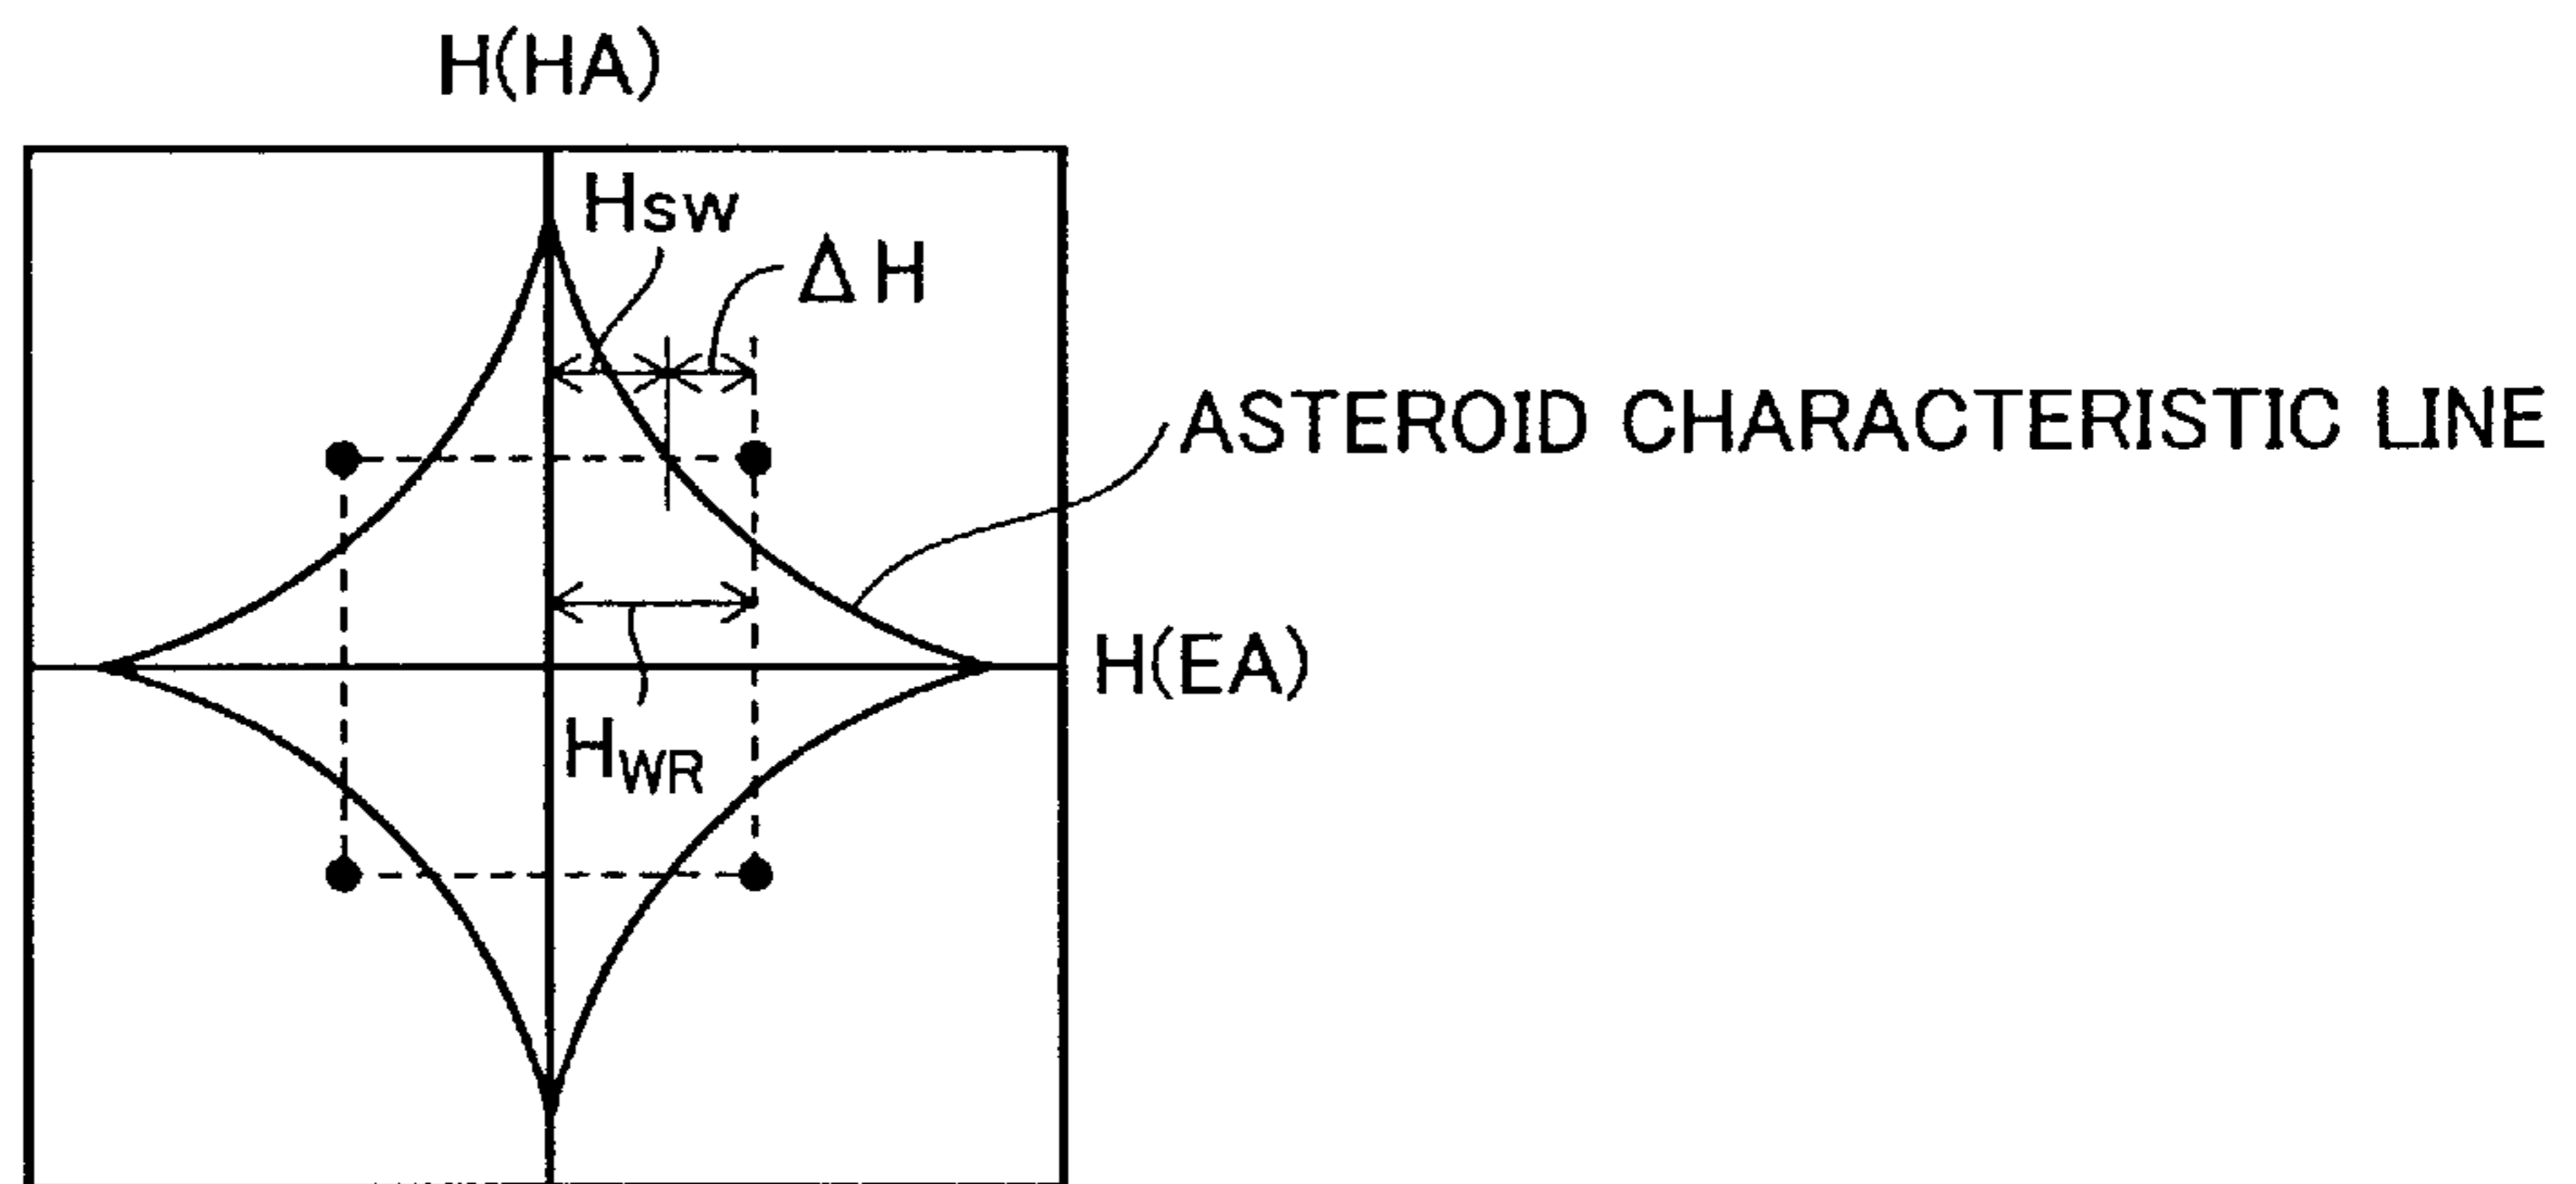 H(HA)
Hsw
ΔH
ASTEROID CHARACTERISTIC LINE
H(EA)
HWR